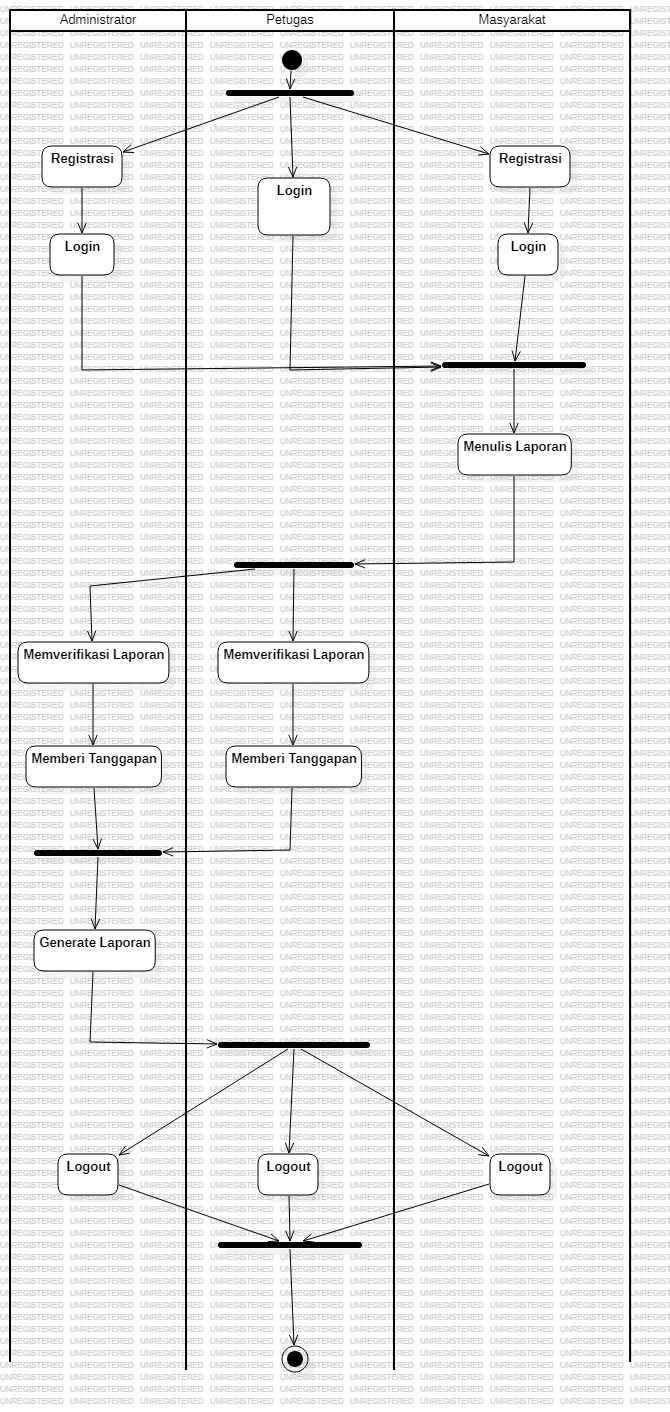 Administrator Petugas Masyarakat
Registrasi
Login
Registrasi
Login
Login
Menulis Laporan
Memverifikasi Laporan
Memverifikasi Laporan
Memberi Tanggapan
Memberi Tanggapan
Generate Laporan
Logout
Logout
Logout
UNREGISTERED